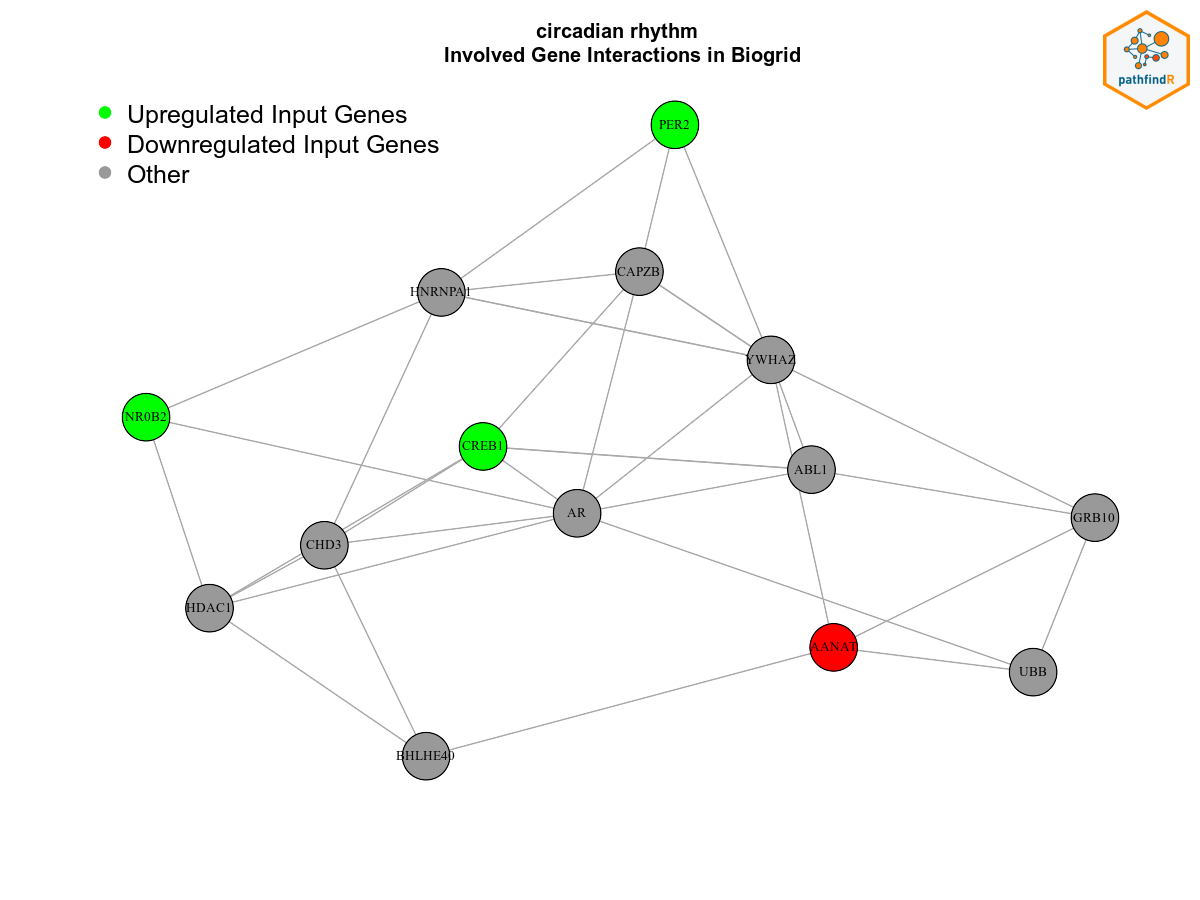 circadian rhythm
Involved Gene Interactions in Biogrid
pathfindR
Upregulated Input Genes
Downregulated Input Genes
Other
PER2
CAPZB
HNRNPA1
YWHAZ
NR0B2
CREB1
ABL1
AR
GRB10
CHD3
HDAC1
AANAT
UBB
BHLHE40